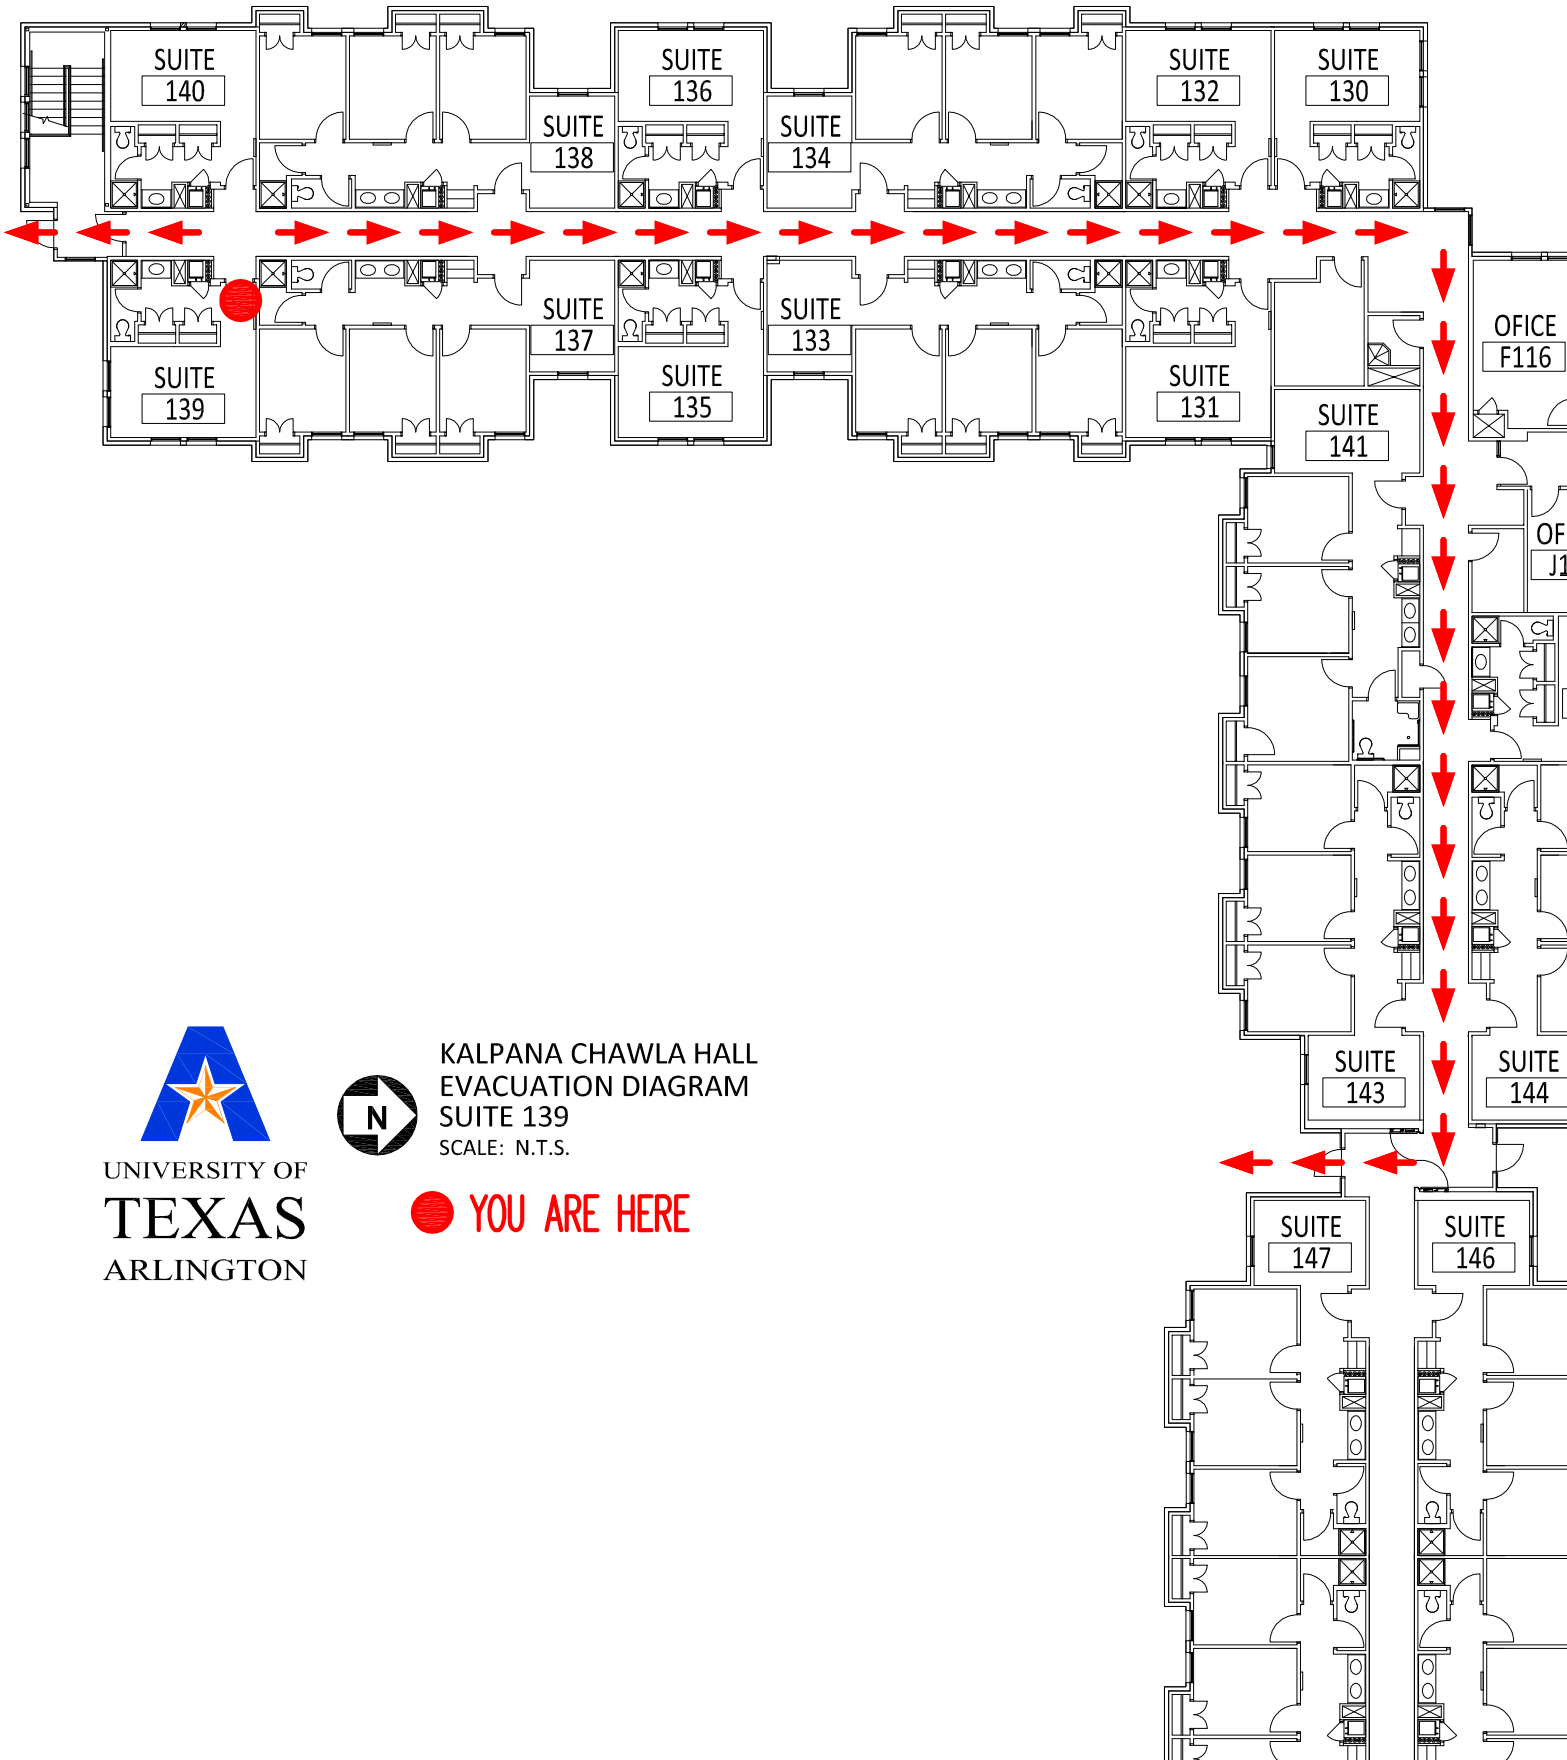 SUITE
140
SUITE
138
SUITE
136
SUITE
134
SUITE
132
SUITE
130
SUITE
139
SUITE
137
SUITE
135
SUITE
133
SUITE
131
SUITE
141
OFICE
F116
OF
J1
SUITE
143
SUITE
144
SUITE
147
SUITE
146
UNIVERSITY OF
TEXAS
ARLINGTON
N
KALPANA CHAWLA HALL
EVACUATION DIAGRAM
SUITE 139
SCALE: N.T.S.
YOU ARE HERE